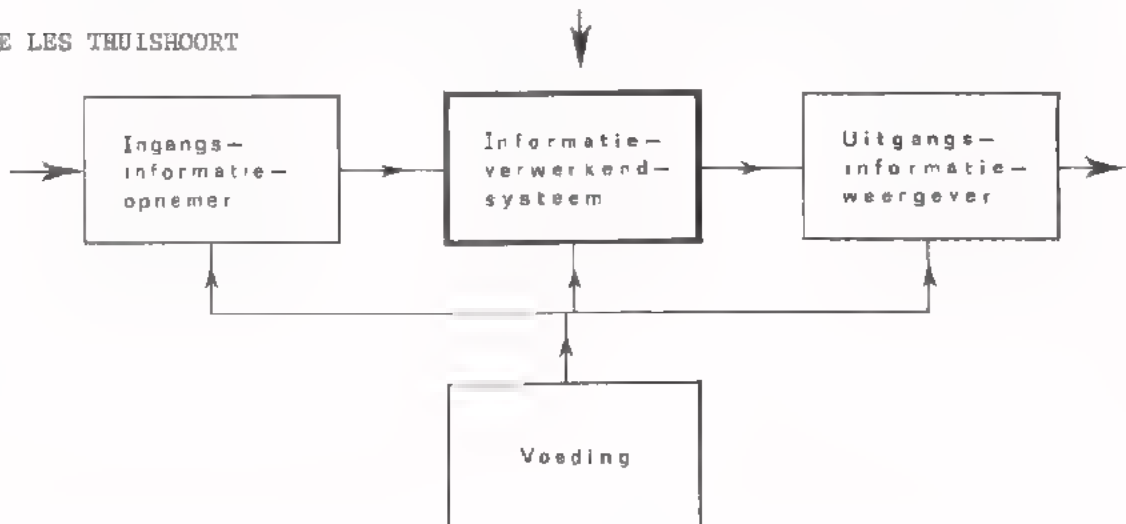 E LES THUISHOORT
Ingangs-
informatie-
opnemer
Informatie-
verwerkend-
systeem
Uitgangs-
informatie-
weergever
Voeding